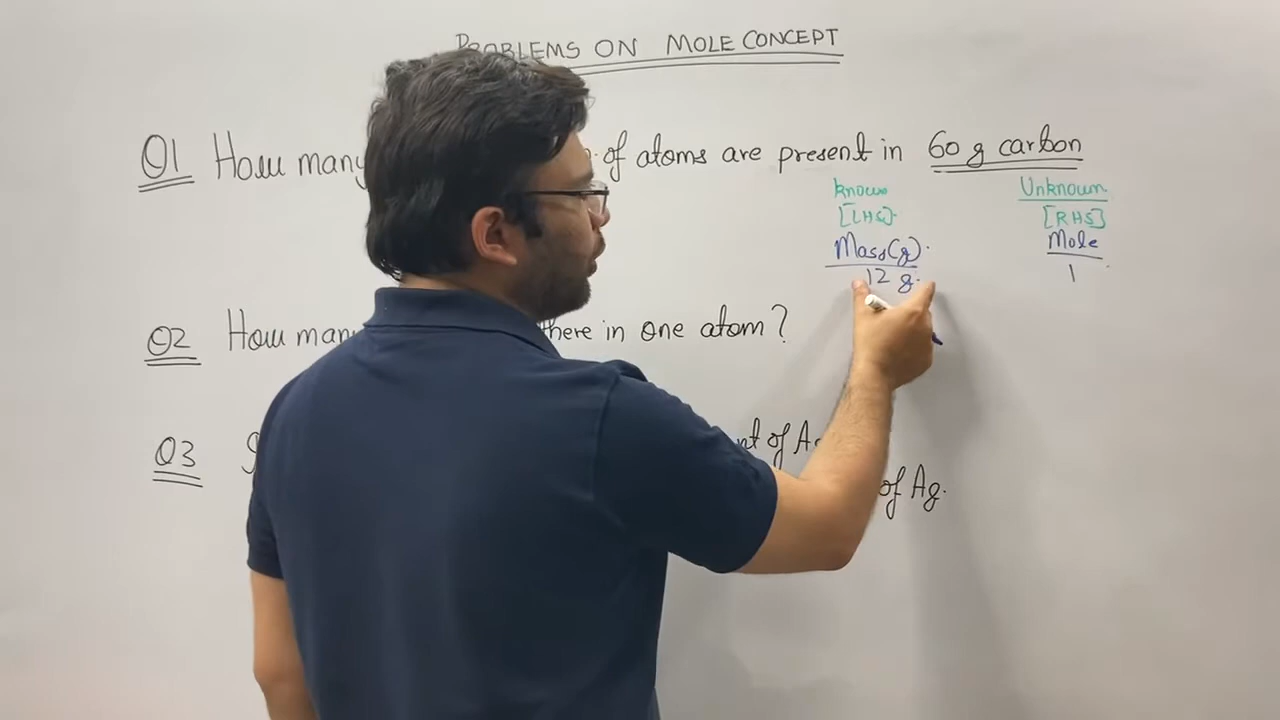 PROBLEMS ON MOLE CONCEPT
Q1 How many of atoms are present in 60 g carbon
known Unknown
[LHS] [RHS]
Mass(g) Mole
12 g 1
Q2 How many there in one atom?
Q3 of Ag
of Ag.